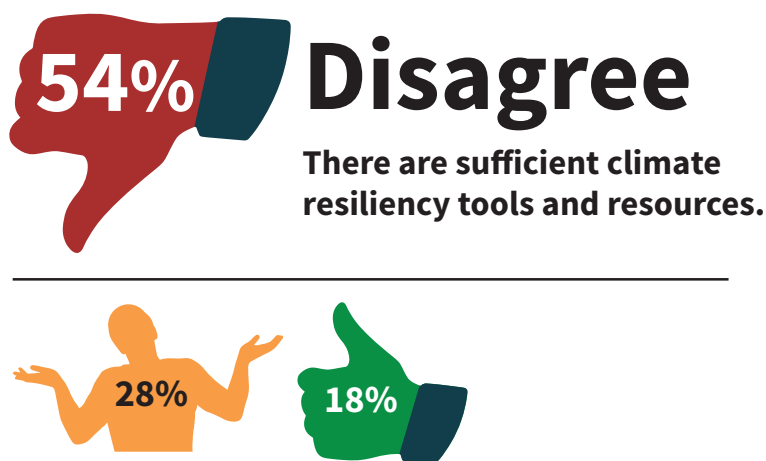 54%
Disagree
There are sufficient climate
resiliency tools and resources.
28%
18%